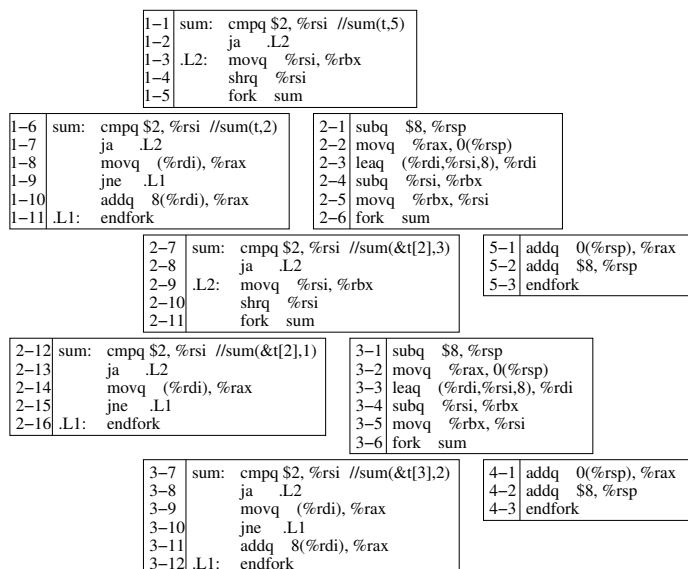 1−1 sum: cmpq $2, %rsi //sum(t,5)
1−2 ja .L2
1−3 .L2: movq %rsi, %rbx
1−4 shrq %rsi
1−5 fork sum
1−6 sum: cmpq $2, %rsi //sum(t,2)
1−7 ja .L2
1−8 movq (%rdi), %rax
1−9 jne .L1
1−10 addq 8(%rdi), %rax
1−11 .L1: endfork
2−1 subq $8, %rsp
2−2 movq %rax, 0(%rsp)
2−3 leaq (%rdi,%rsi,8), %rdi
2−4 subq %rsi, %rbx
2−5 movq %rbx, %rsi
2−6 fork sum
2−7 sum: cmpq $2, %rsi //sum(&t[2],3)
2−8 ja .L2
2−9 .L2: movq %rsi, %rbx
2−10 shrq %rsi
2−11 fork sum
5−1 addq 0(%rsp), %rax
5−2 addq $8, %rsp
5−3 endfork
2−12 sum: cmpq $2, %rsi //sum(&t[2],1)
2−13 ja .L2
2−14 movq (%rdi), %rax
2−15 jne .L1
2−16 .L1: endfork
3−1 subq $8, %rsp
3−2 movq %rax, 0(%rsp)
3−3 leaq (%rdi,%rsi,8), %rdi
3−4 subq %rsi, %rbx
3−5 movq %rbx, %rsi
3−6 fork sum
3−7 sum: cmpq $2, %rsi //sum(&t[3],2)
3−8 ja .L2
3−9 movq (%rdi), %rax
3−10 jne .L1
3−11 addq 8(%rdi), %rax
3−12 .L1: endfork
4−1 addq 0(%rsp), %rax
4−2 addq $8, %rsp
4−3 endfork